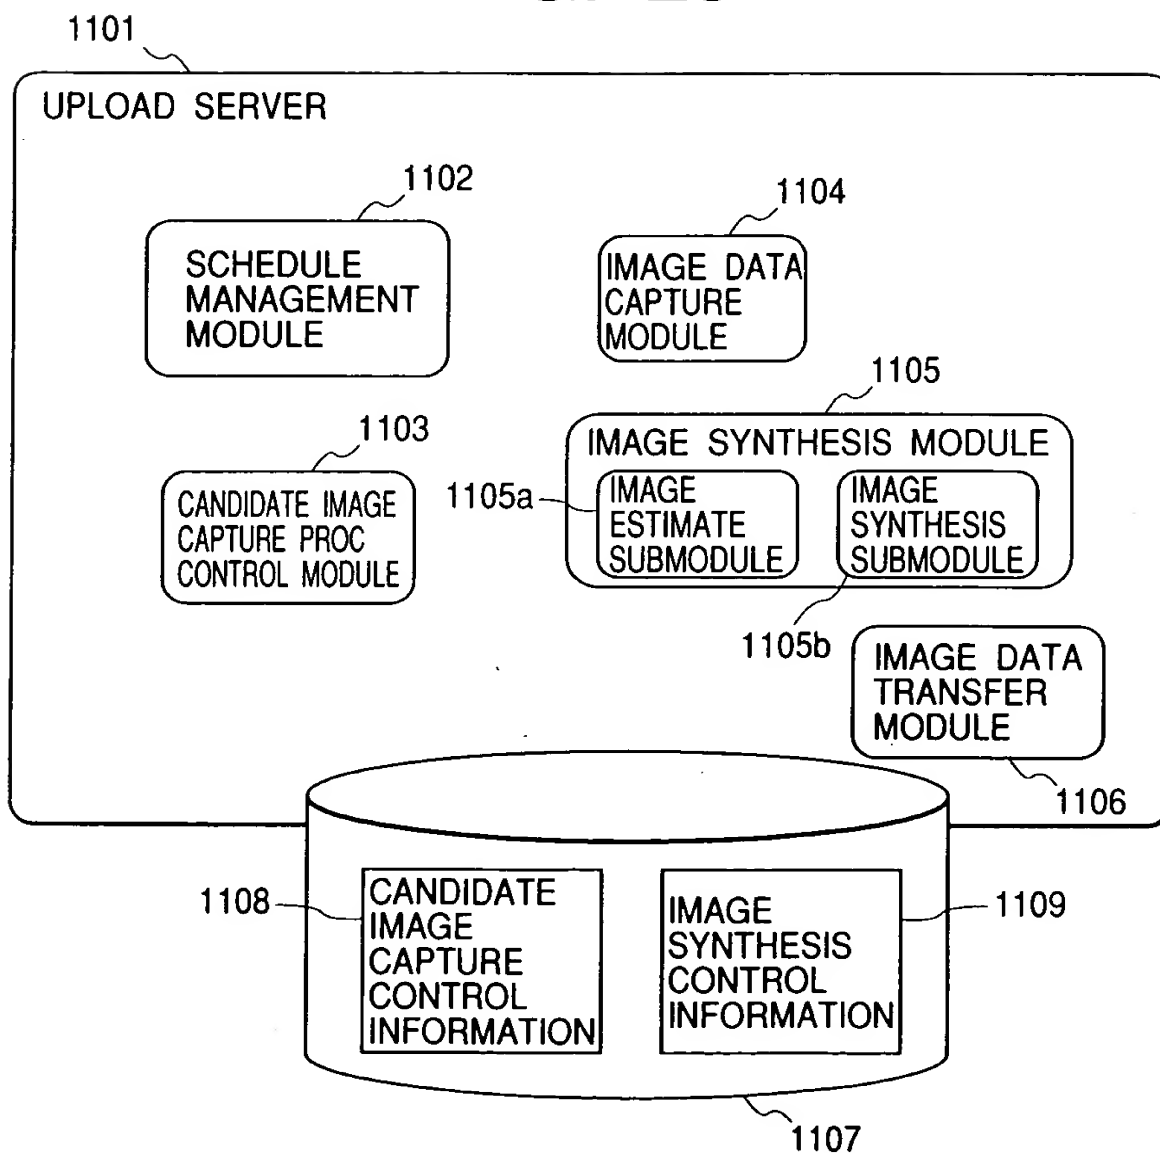 1101
UPLOAD SERVER
1102
SCHEDULE
MANAGEMENT
MODULE
1104
IMAGE DATA
CAPTURE
MODULE
1103
CANDIDATE IMAGE
CAPTURE PROC
CONTROL MODULE
1105
IMAGE SYNTHESIS MODULE
1105a
IMAGE
ESTIMATE
SUBMODULE
IMAGE
SYNTHESIS
SUBMODULE
1105b
IMAGE DATA
TRANSFER
MODULE
1106
1108
CANDIDATE
IMAGE
CAPTURE
CONTROL
INFORMATION
IMAGE
SYNTHESIS
CONTROL
INFORMATION
1109
1107